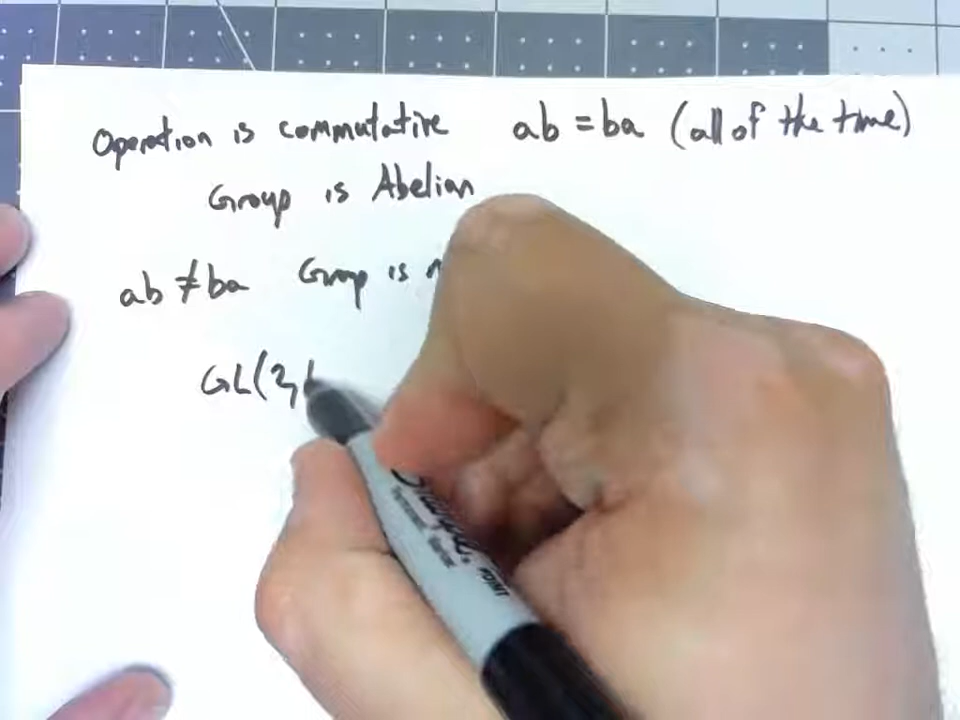 Operation is commutative ab = ba (all of the time)
Group is Abelian
ab ≠ ba Group is
GL(2,